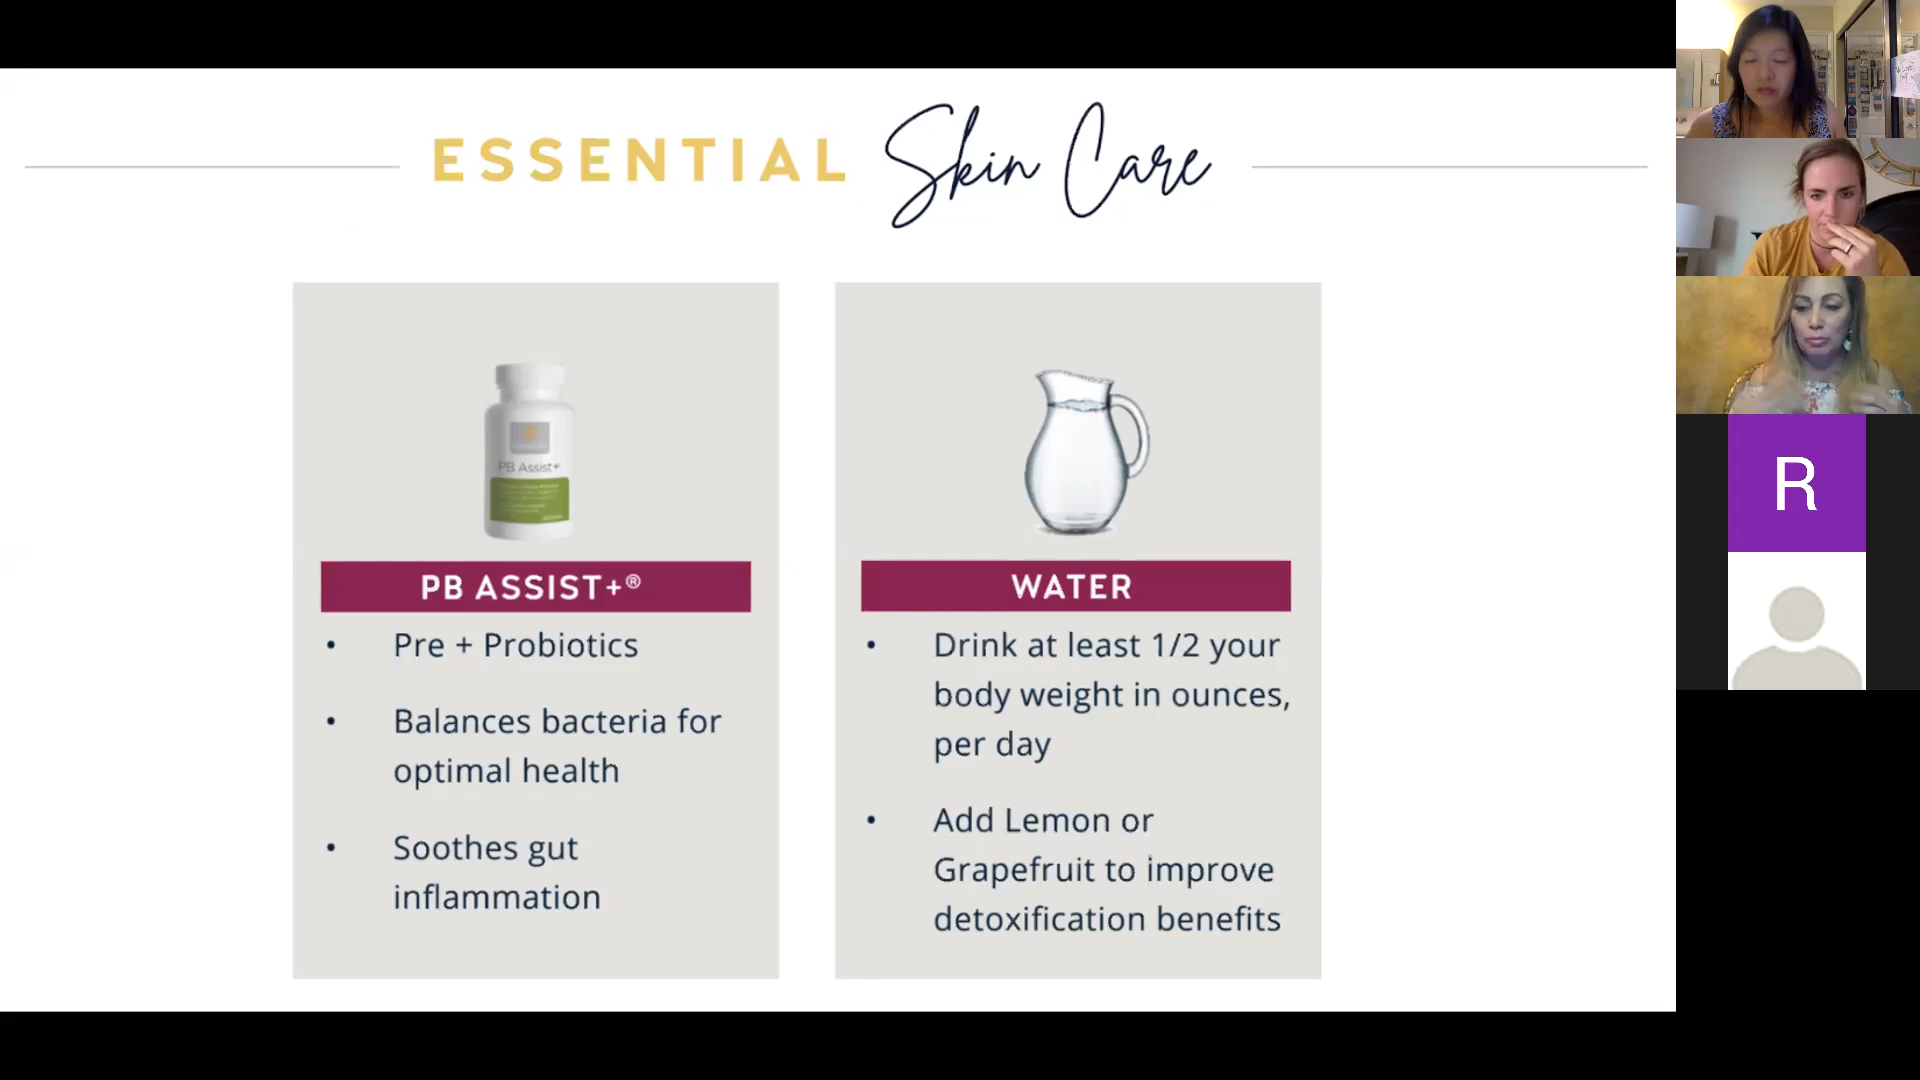 ESSENTIAL Skin Care
PB Assist+
PB ASSIST+®
• Pre + Probiotics
• Balances bacteria for
optimal health
• Soothes gut
inflammation
WATER
• Drink at least 1/2 your
body weight in ounces,
per day
• Add Lemon or
Grapefruit to improve
detoxification benefits
R